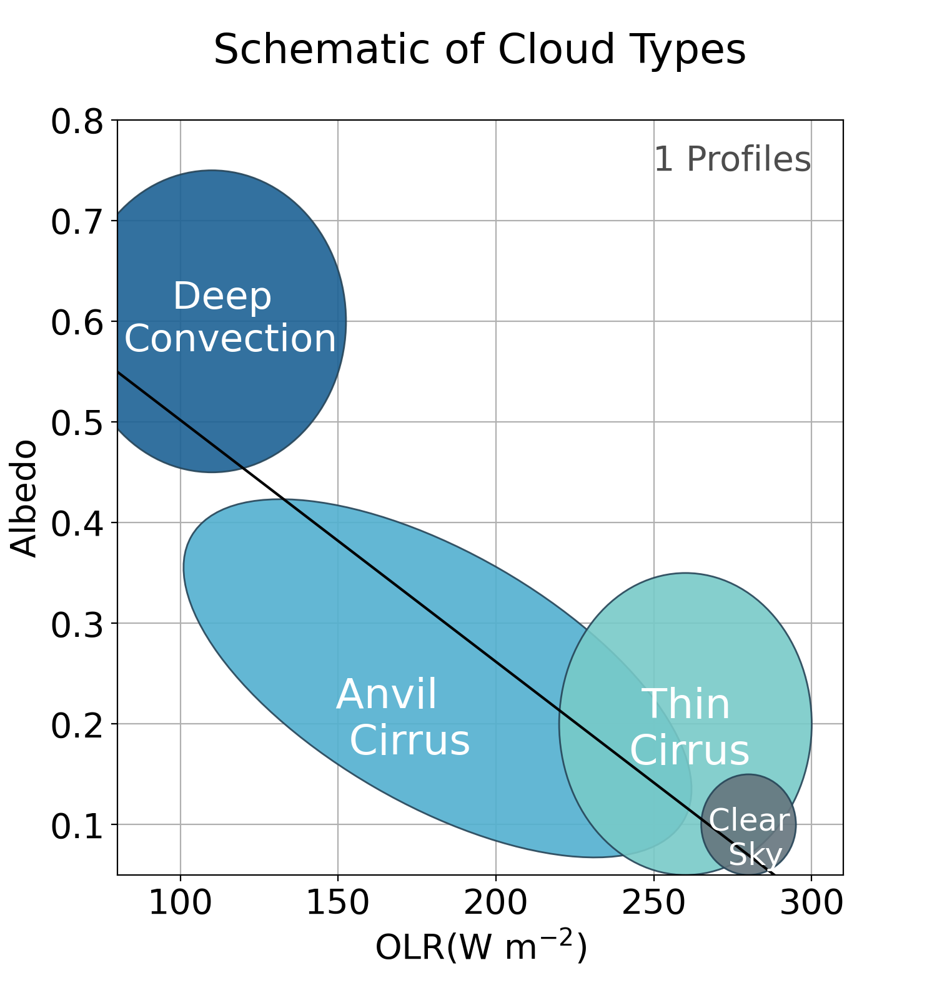 Schematic of Cloud Types
0.8
1 Profiles
0.7
Deep
Convection
0.6
0.5
Albedo
0.4
0.3
Anvil
Cirrus
Thin
Cirrus
0.2
Clear
Sky
0.1
100 150 200 250 300
OLR(W m⁻²)